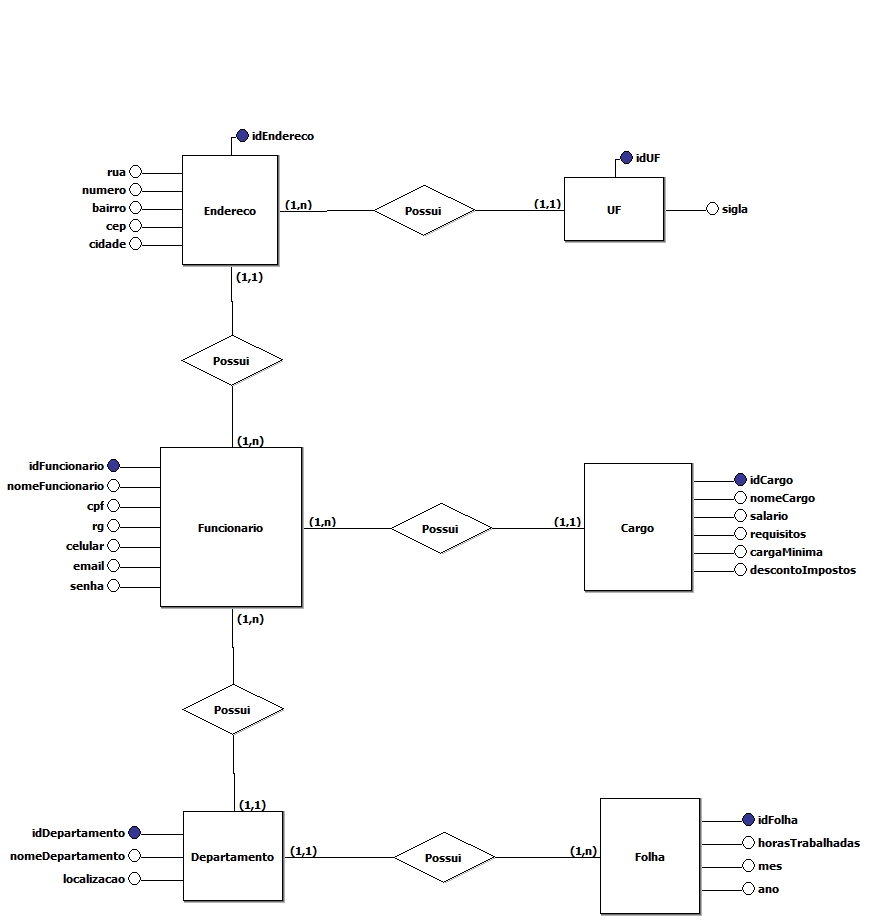 idEndereco
rua
numero
bairro
cep
cidade
Endereco
(1,n)
Possui
(1,1)
idUF
UF
sigla
(1,1)
Possui
(1,n)
idFuncionario
nomeFuncionario
cpf
rg
celular
email
senha
Funcionario
(1,n)
Possui
(1,1)
Cargo
idCargo
nomeCargo
salario
requisitos
cargaMinima
descontoImpostos
(1,n)
Possui
(1,1)
idDepartamento
nomeDepartamento
localizacao
Departamento
(1,1)
Possui
(1,n)
Folha
idFolha
horasTrabalhadas
mes
ano